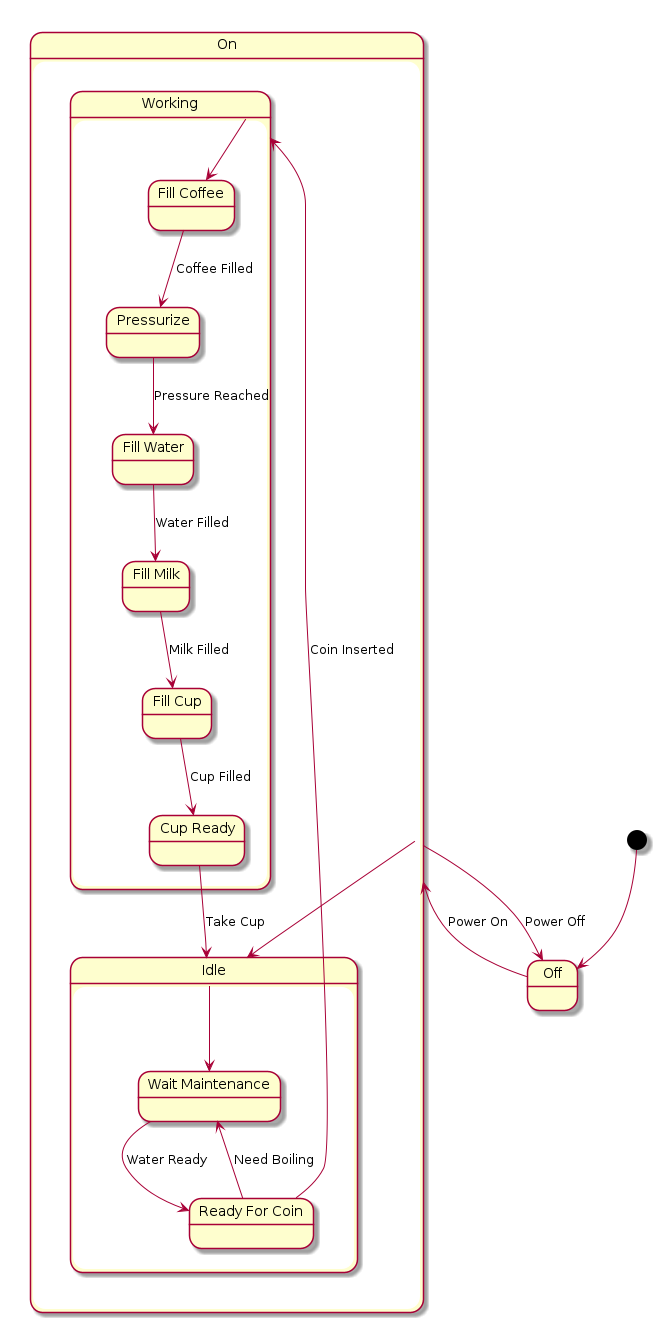 On
Working
Fill Coffee
Coffee Filled
Pressurize
Pressure Reached
Fill Water
Water Filled
Fill Milk
Milk Filled
Coin Inserted
Fill Cup
Cup Filled
Cup Ready
Take Cup
Power On
Power Off
Idle
Off
Wait Maintenance
Water Ready
Need Boiling
Ready For Coin